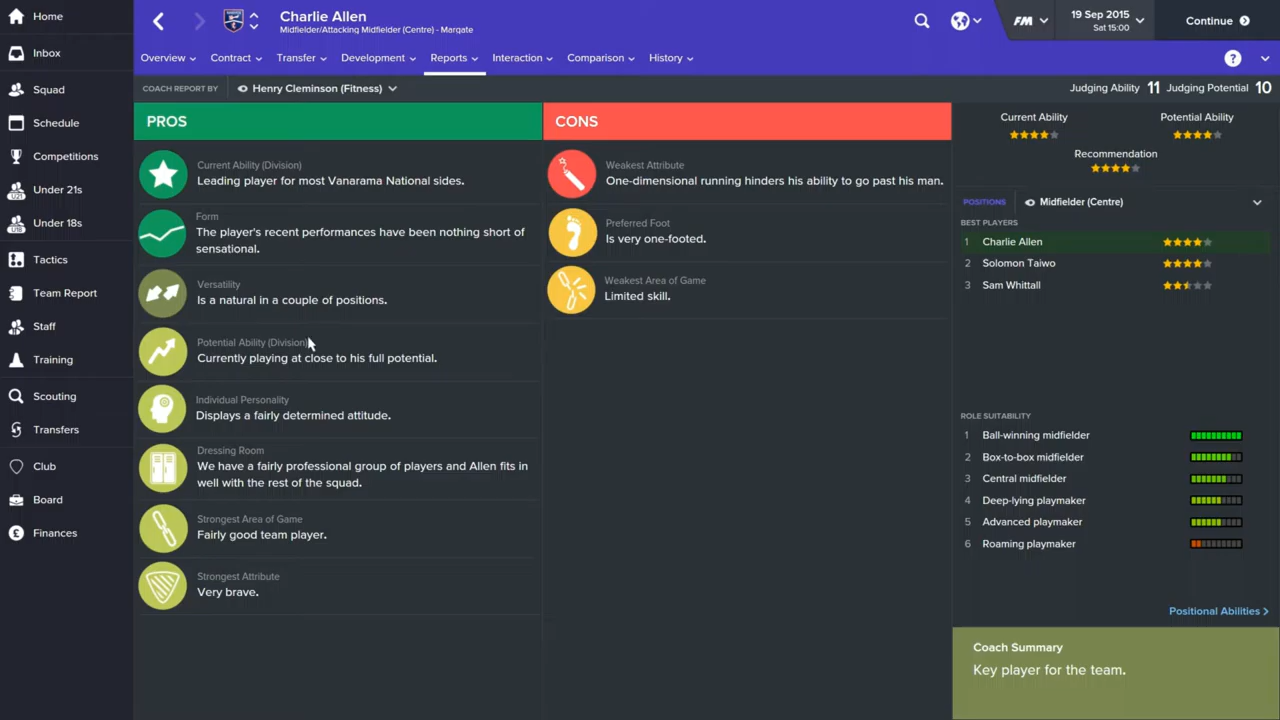 Home
Inbox
Squad
Schedule
Competitions
Under 21s
Under 18s
Tactics
Team Report
Staff
Training
Scouting
Transfers
Club
Board
Finances
Charlie Allen
Midfielder/Attacking Midfielder (Centre) - Margate
FM
19 Sep 2015
Sat 15:00
Continue
Overview
Contract
Transfer
Development
Reports
Interaction
Comparison
History
?
COACH REPORT BY
Henry Cleminson (Fitness)
Judging Ability 11 Judging Potential 10
PROS
Current Ability (Division)
Leading player for most Vanarama National sides.
Form
The player's recent performances have been nothing short of
sensational.
Versatility
Is a natural in a couple of positions.
Potential Ability (Division)
Currently playing at close to his full potential.
Individual Personality
Displays a fairly determined attitude.
Dressing Room
We have a fairly professional group of players and Allen fits in
well with the rest of the squad.
Strongest Area of Game
Fairly good team player.
Strongest Attribute
Very brave.
CONS
Weakest Attribute
One-dimensional running hinders his ability to go past his man.
Preferred Foot
Is very one-footed.
Weakest Area of Game
Limited skill.
Current Ability
Potential Ability
Recommendation
POSITIONS
Midfielder (Centre)
BEST PLAYERS
1 Charlie Allen
2 Solomon Taiwo
3 Sam Whittall
ROLE SUITABILITY
1 Ball-winning midfielder
2 Box-to-box midfielder
3 Central midfielder
4 Deep-lying playmaker
5 Advanced playmaker
6 Roaming playmaker
Positional Abilities >
Coach Summary
Key player for the team.